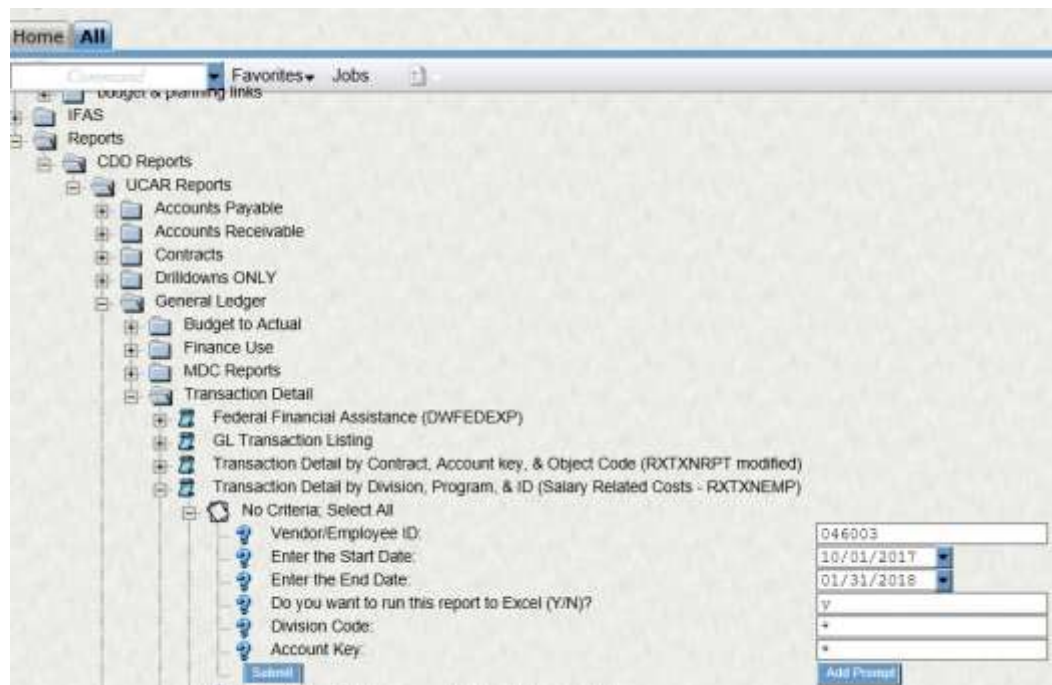 Home All
Command Favorites Jobs
budget & planning links
IFAS
Reports
CDD Reports
UCAR Reports
Accounts Payable
Accounts Receivable
Contracts
Drilldowns ONLY
General Ledger
Budget to Actual
Finance Use
MDC Reports
Transaction Detail
Federal Financial Assistance (DWFEDEXP)
GL Transaction Listing
Transaction Detail by Contract, Account key, & Object Code (RXTXNRPT modified)
Transaction Detail by Division, Program, & ID (Salary Related Costs - RXTXNEMP)
No Criteria; Select All
Vendor/Employee ID: 046003
Enter the Start Date: 10/01/2017
Enter the End Date: 01/31/2018
Do you want to run this report to Excel (Y/N)? y
Division Code: *
Account Key: *
Submit Add Prompt